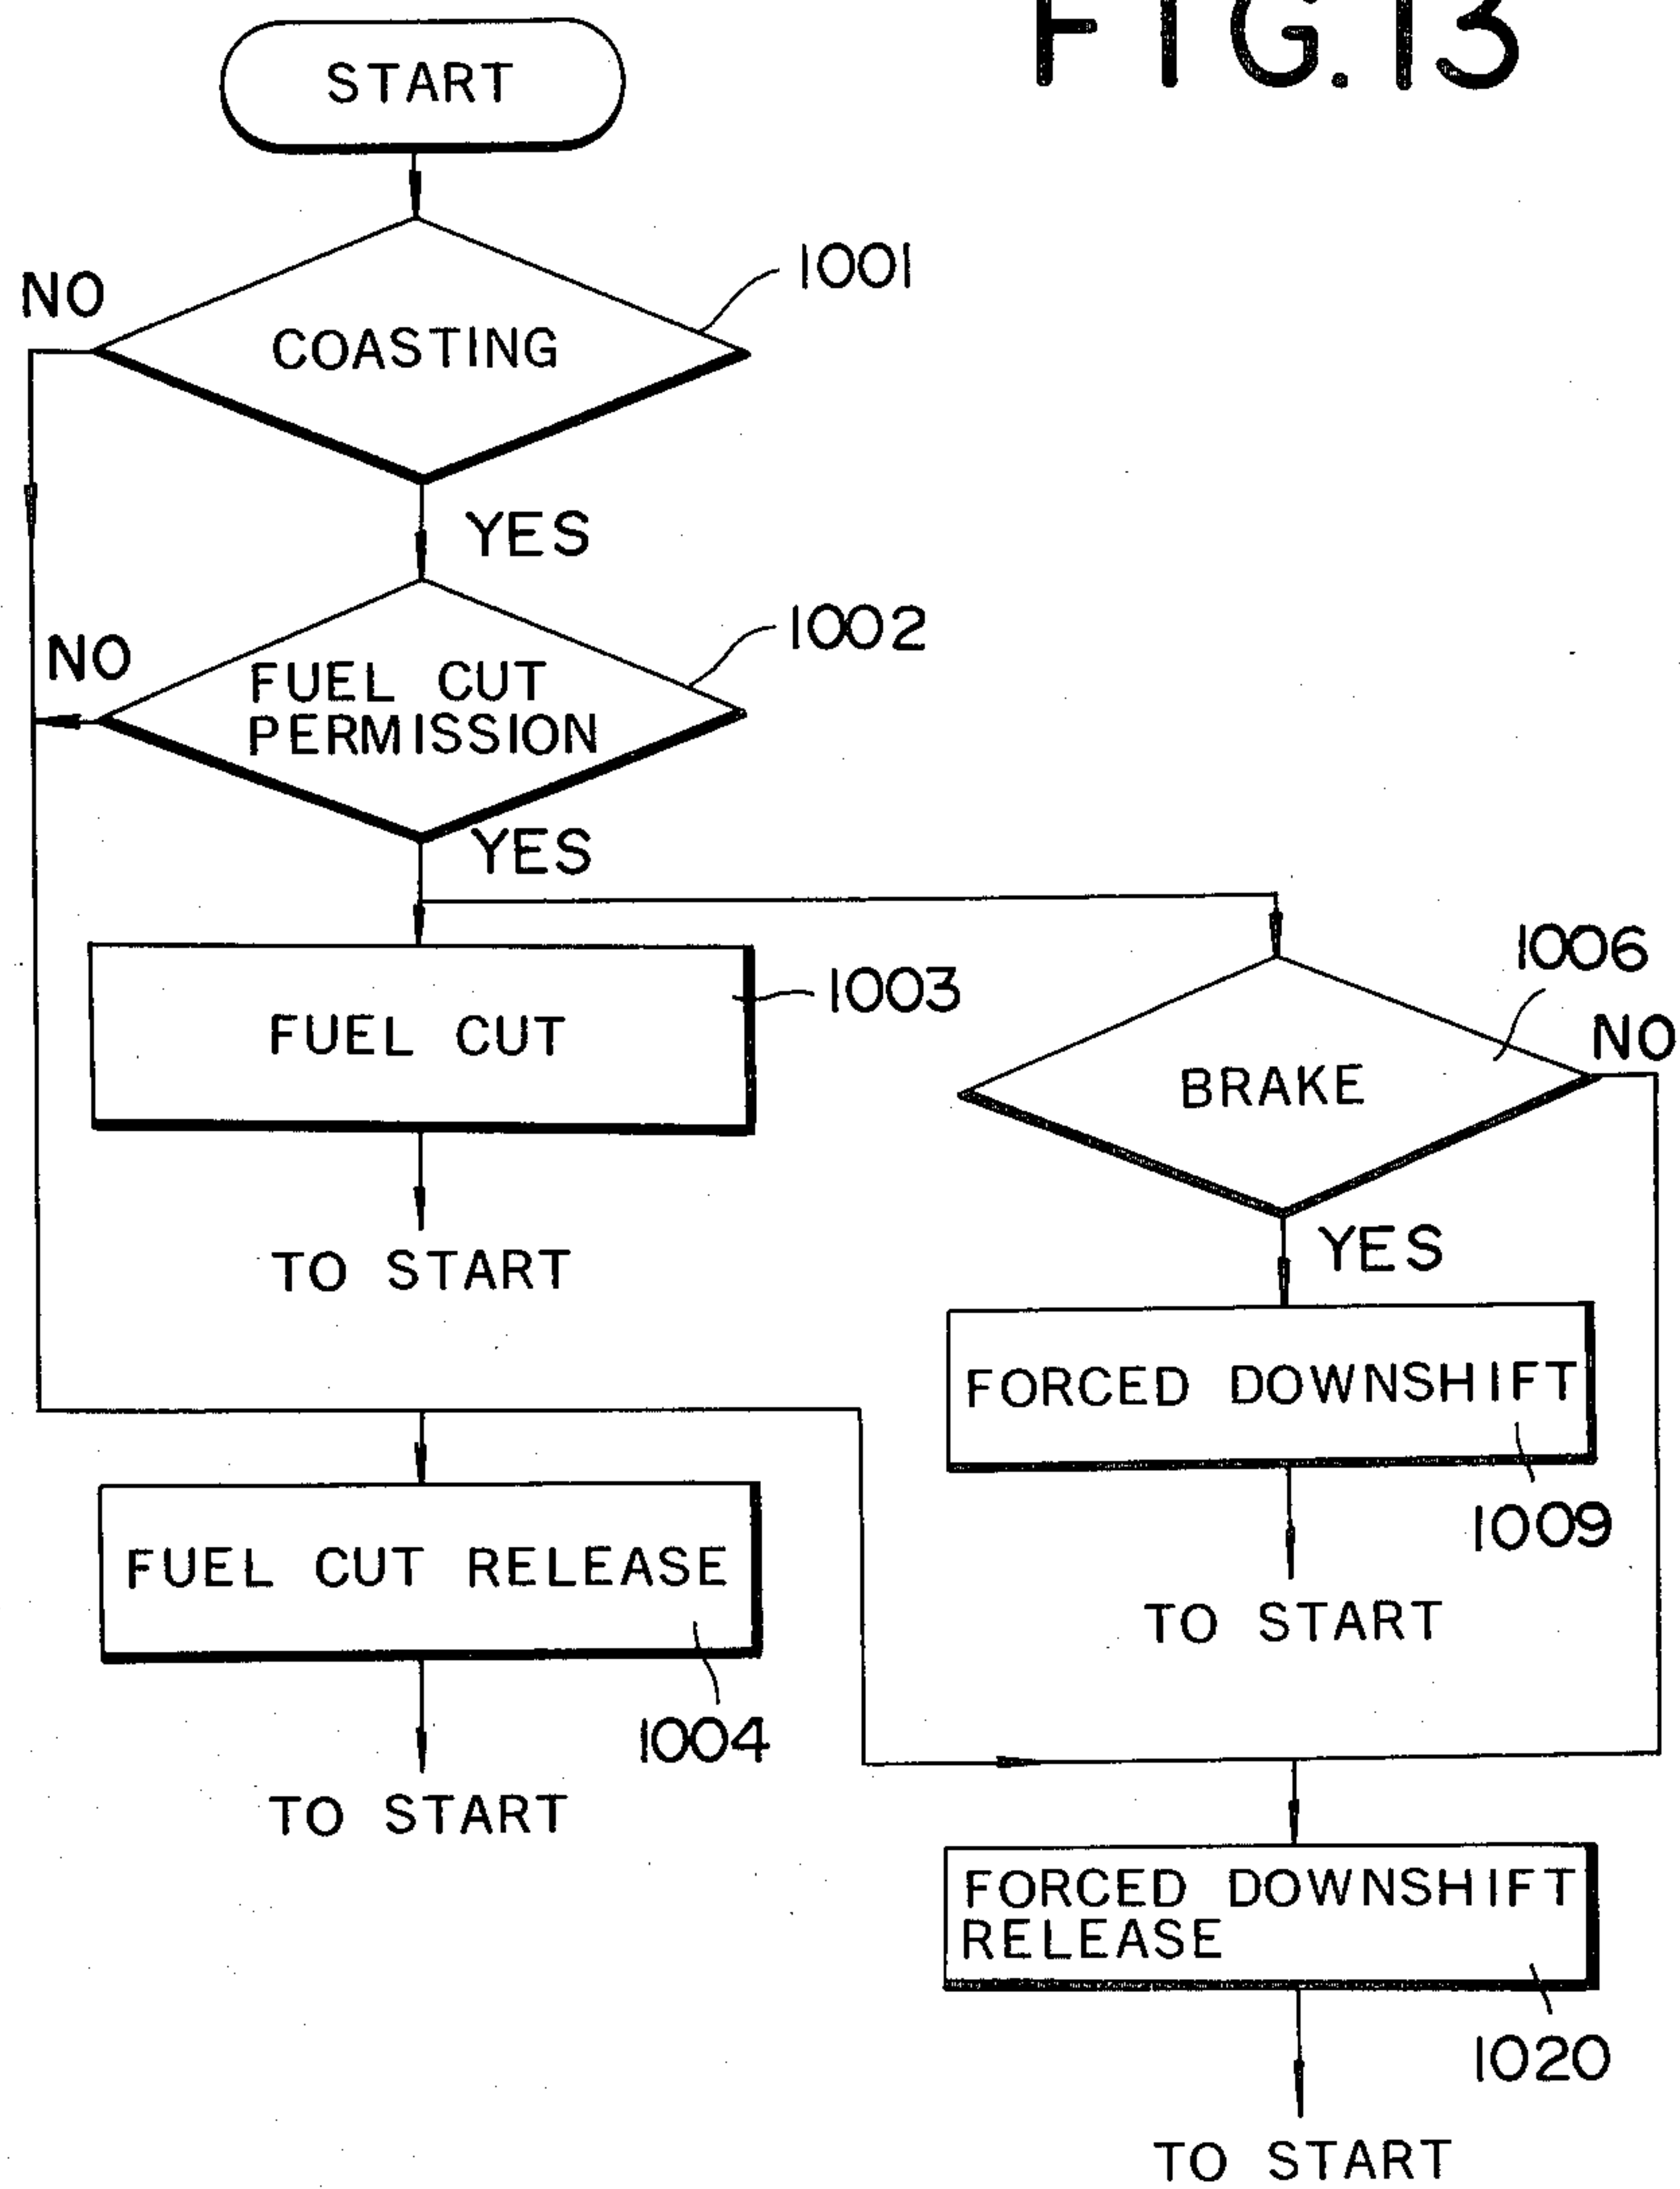 FIG.13
START
NO
1001
COASTING
YES
NO
1002
FUEL CUT
PERMISSION
YES
1003
FUEL CUT
1006
NO
BRAKE
TO START
YES
FORCED DOWNSHIFT
1009
FUEL CUT RELEASE
TO START
1004
TO START
FORCED DOWNSHIFT
RELEASE
1020
TO START